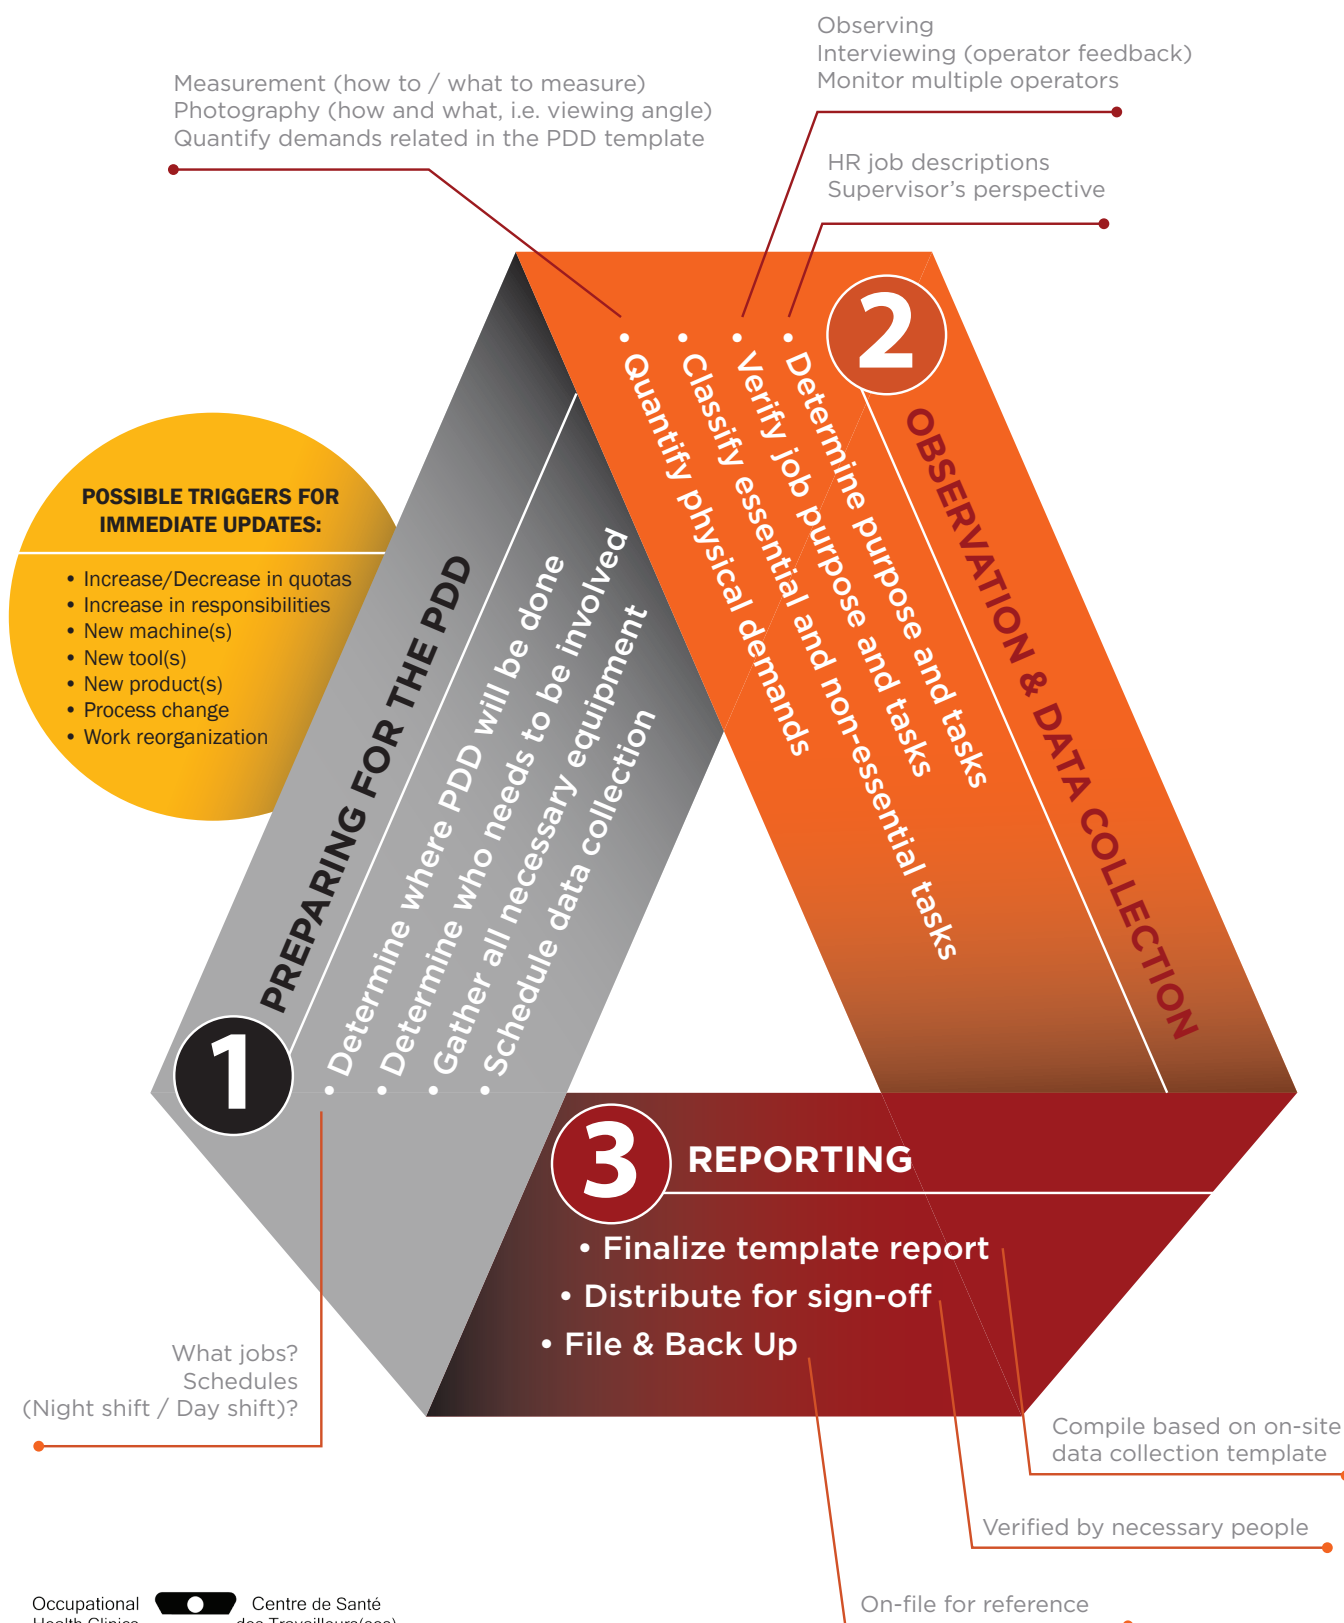 Observing
Interviewing (operator feedback)
Monitor multiple operators
Measurement (how to / what to measure)
Photography (how and what, i.e. viewing angle)
Quantify demands related in the PDD template
HR job descriptions
Supervisor's perspective
POSSIBLE TRIGGERS FOR
IMMEDIATE UPDATES:
• Increase/Decrease in quotas
• Increase in responsibilities
• New machine(s)
• New tool(s)
• New product(s)
• Process change
• Work reorganization
1
PREPARING FOR THE PDD
• Determine where PDD will be done
• Determine who needs to be involved
• Gather all necessary equipment
• Schedule data collection
What jobs?
Schedules
(Night shift / Day shift)?
2
OBSERVATION & DATA COLLECTION
• Determine purpose and tasks
• Verify job purpose and tasks
• Classify essential and non-essential tasks
• Quantify physical demands
3
REPORTING
• Finalize template report
• Distribute for sign-off
• File & Back Up
Compile based on on-site
data collection template
Verified by necessary people
On-file for reference
Occupational
Centre de Santé
Health Clinics
des Travailleurs(ses)